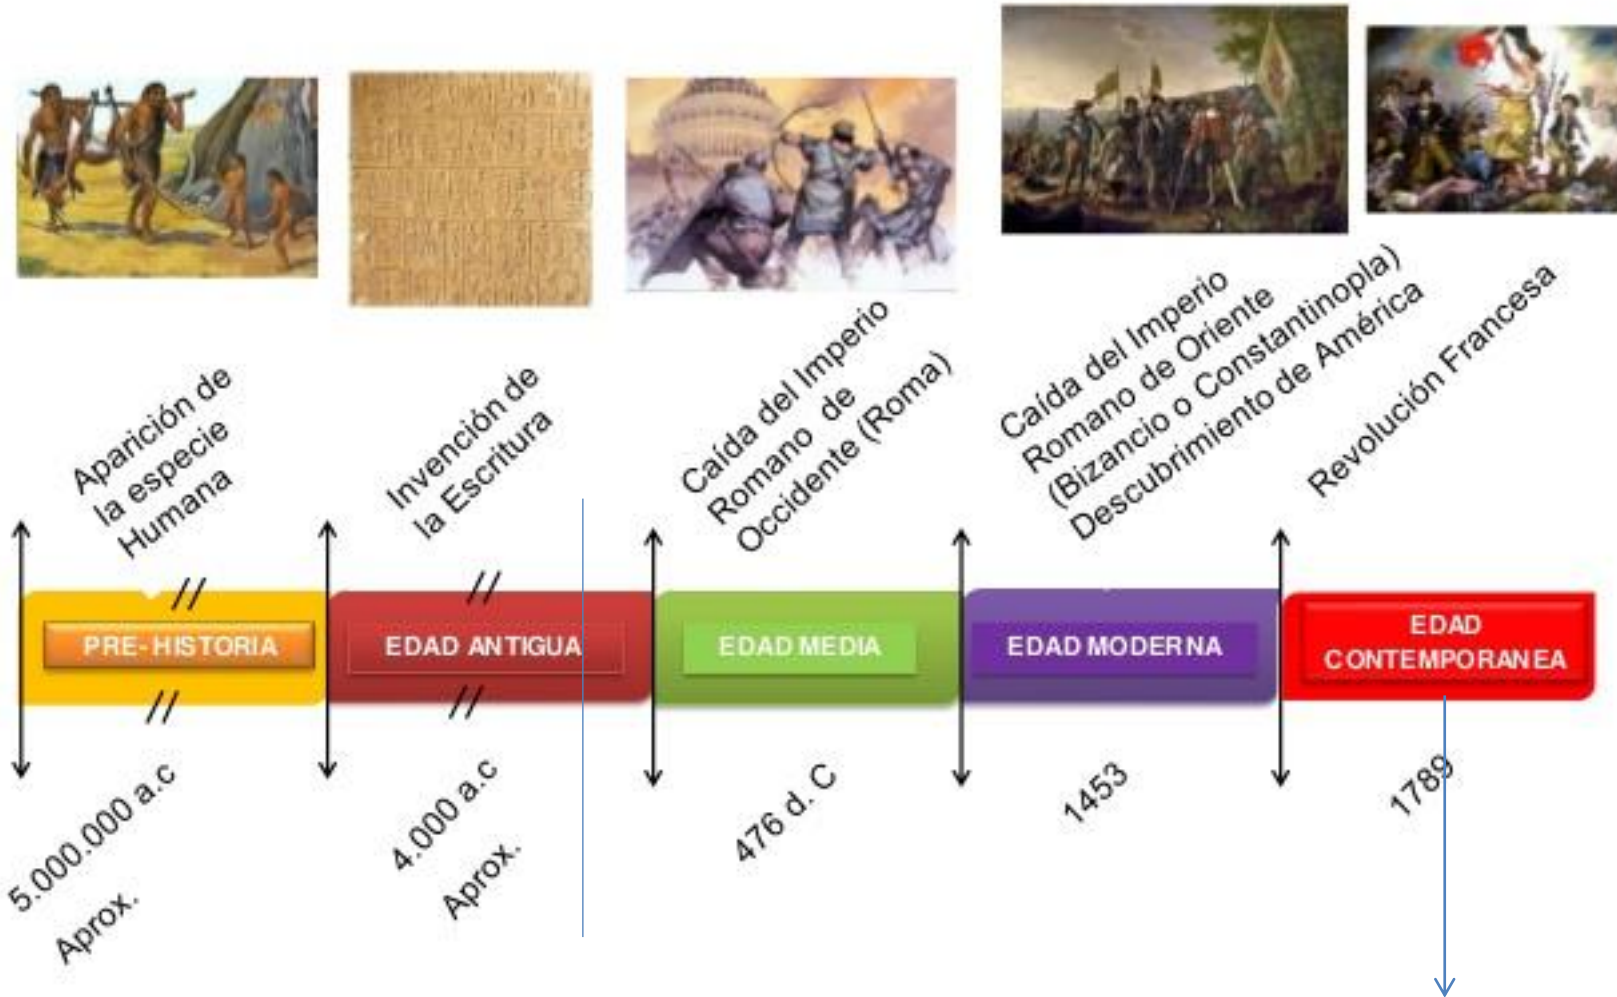 Aparición de
la especie
Humana
Invención de
la Escritura
Caída del Imperio
Romano de
Occidente (Roma)
Caída del Imperio
Romano de Oriente
(Bizancio o Constantinopla)
Descubrimiento de América
Revolución Francesa
PRE-HISTORIA
EDAD ANTIGUA
EDAD MEDIA
EDAD MODERNA
EDAD
CONTEMPORANEA
5.000.000 a.c
Aprox.
4.000 a.c
Aprox.
476 d. C
1453
1789